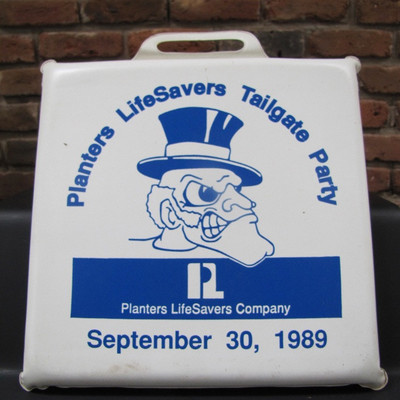 Planters LifeSavers Tailgate Party
PL
Planters LifeSavers Company
September 30, 1989